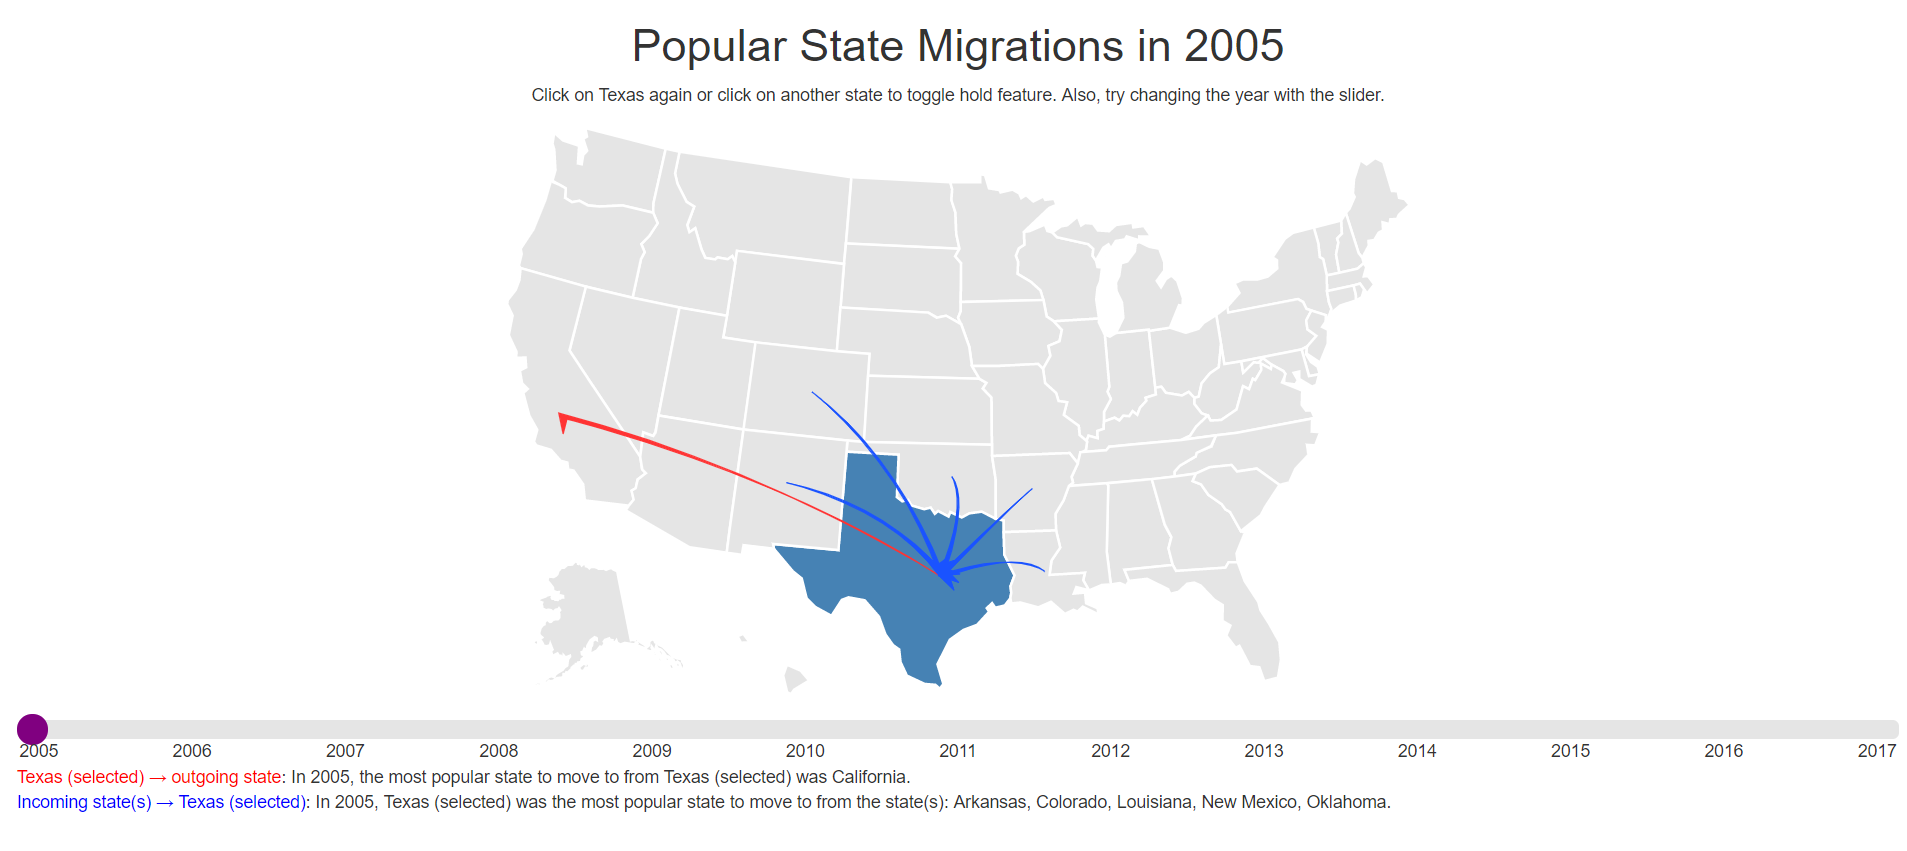 Popular State Migrations in 2005
Click on Texas again or click on another state to toggle hold feature. Also, try changing the year with the slider.
2005 2006 2007 2008 2009 2010 2011 2012 2013 2014 2015 2016 2017
Texas (selected) → outgoing state: In 2005, the most popular state to move to from Texas (selected) was California.
Incoming state(s) → Texas (selected): In 2005, Texas (selected) was the most popular state to move to from the state(s): Arkansas, Colorado, Louisiana, New Mexico, Oklahoma.